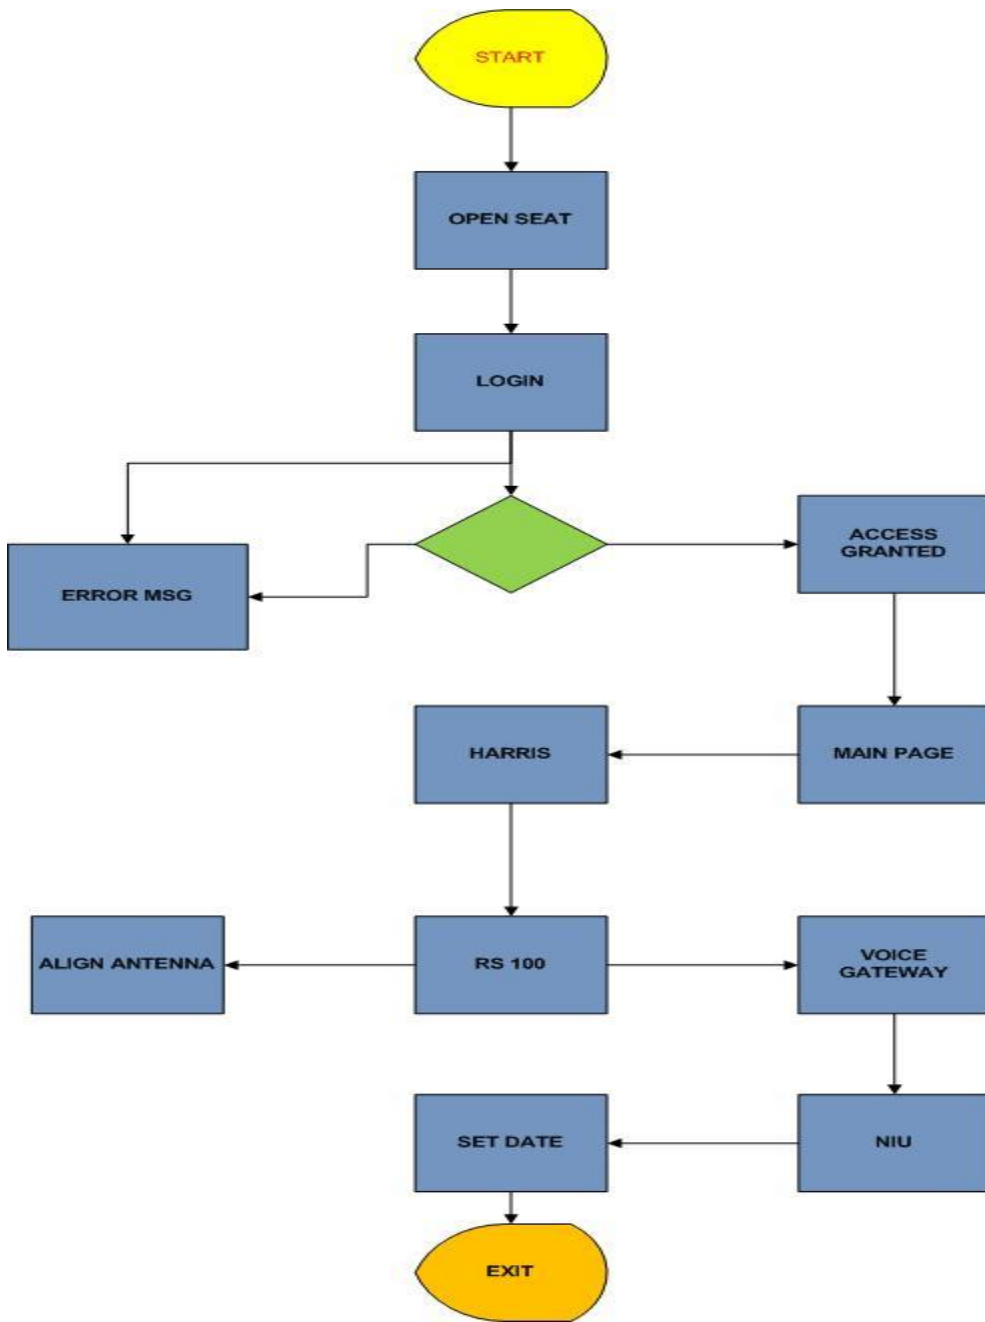 START
OPEN SEAT
LOGIN
ERROR MSG
ACCESS
GRANTED
HARRIS
MAIN PAGE
ALIGN ANTENNA
RS 100
VOICE
GATEWAY
SET DATE
NIU
EXIT